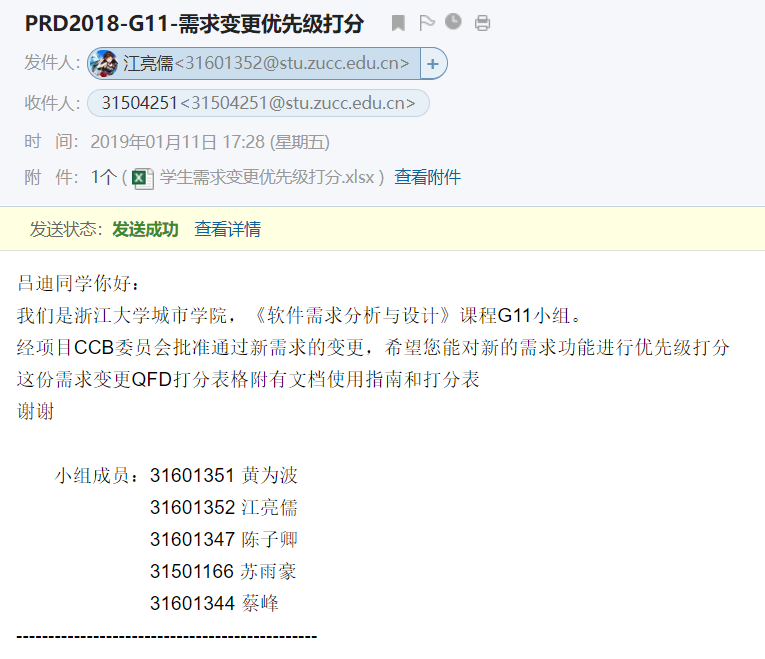 PRD2018-G11-需求变更优先级打分
发件人： 江亮儒<31601352@stu.zucc.edu.cn> +
收件人： 31504251<31504251@stu.zucc.edu.cn>
时 间： 2019年01月11日 17:28 (星期五)
附 件： 1个 ( 学生需求变更优先级打分.xlsx ) 查看附件
发送状态： 发送成功 查看详情
吕迪同学你好：
我们是浙江大学城市学院，《软件需求分析与设计》课程G11小组。
经项目CCB委员会批准通过新需求的变更，希望您能对新的需求功能进行优先级打分
这份需求变更QFD打分表格附有文档使用指南和打分表
谢谢
小组成员：31601351 黄为波
31601352 江亮儒
31601347 陈子卿
31501166 苏雨豪
31601344 蔡峰
------------------------------------------------